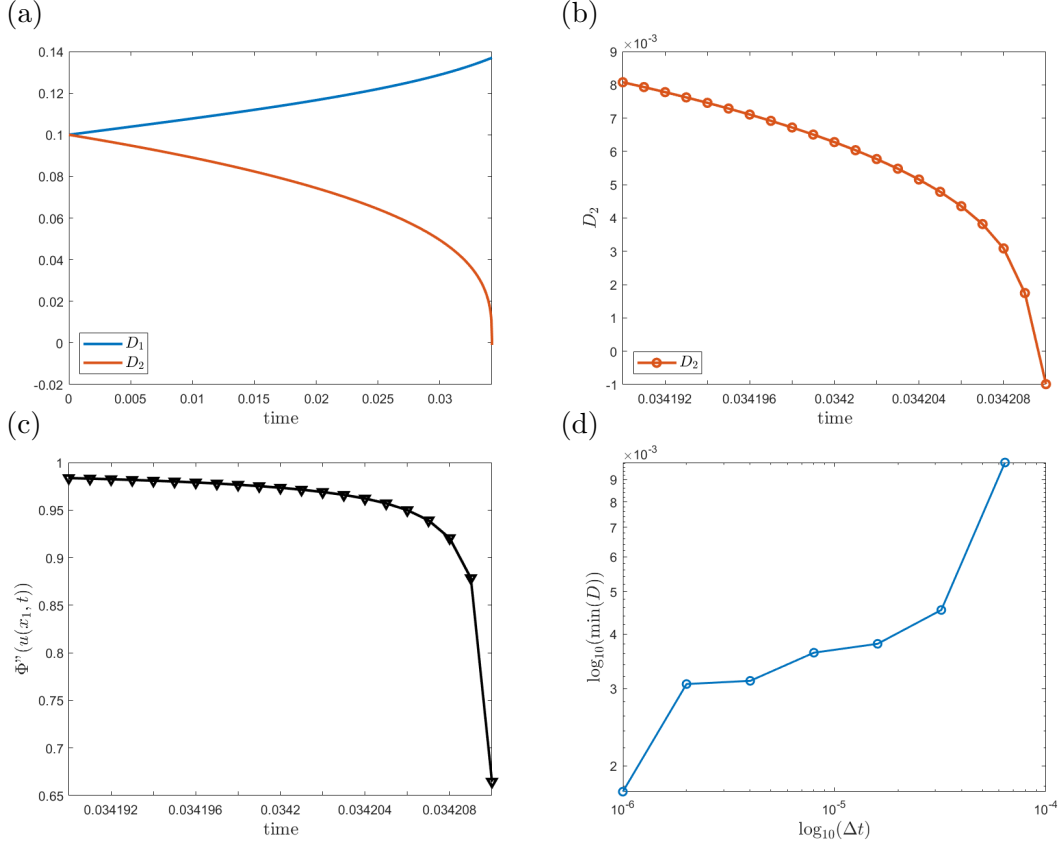 (a)
0.14
0.12
0.1
0.08
0.06
0.04
0.02
0
-0.02
0 0.005 0.01 0.015 0.02 0.025 0.03
time
D₁
D₂
(b)
×10⁻³
9
8
7
6
5
4
3
2
1
0
-1
D₂
0.034192 0.034196 0.0342 0.034204 0.034208
time
D₂
(c)
1
0.95
0.9
0.85
0.8
0.75
0.7
0.65
Φ”(u(x₁, t))
0.034192 0.034196 0.0342 0.034204 0.034208
time
(d)
×10⁻³
9
8
7
6
5
4
3
2
log₁₀(min(D))
10⁻⁶ 10⁻⁵ 10⁻⁴
log₁₀(Δt)